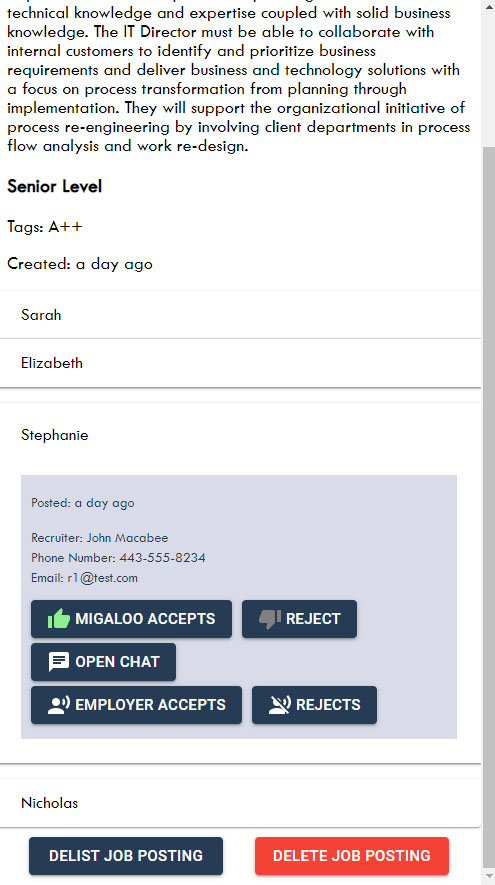 technical knowledge and expertise coupled with solid business
knowledge. The IT Director must be able to collaborate with
internal customers to identify and prioritize business
requirements and deliver business and technology solutions with
a focus on process transformation from planning through
implementation. They will support the organizational initiative of
process re-engineering by involving client departments in process
flow analysis and work re-design.
Senior Level
Tags: A++
Created: a day ago
Sarah
Elizabeth
Stephanie
Posted: a day ago
Recruiter: John Macabee
Phone Number: 443-555-8234
Email: r1@test.com
MIGALOO ACCEPTS REJECT
OPEN CHAT
EMPLOYER ACCEPTS REJECTS
Nicholas
DELIST JOB POSTING DELETE JOB POSTING